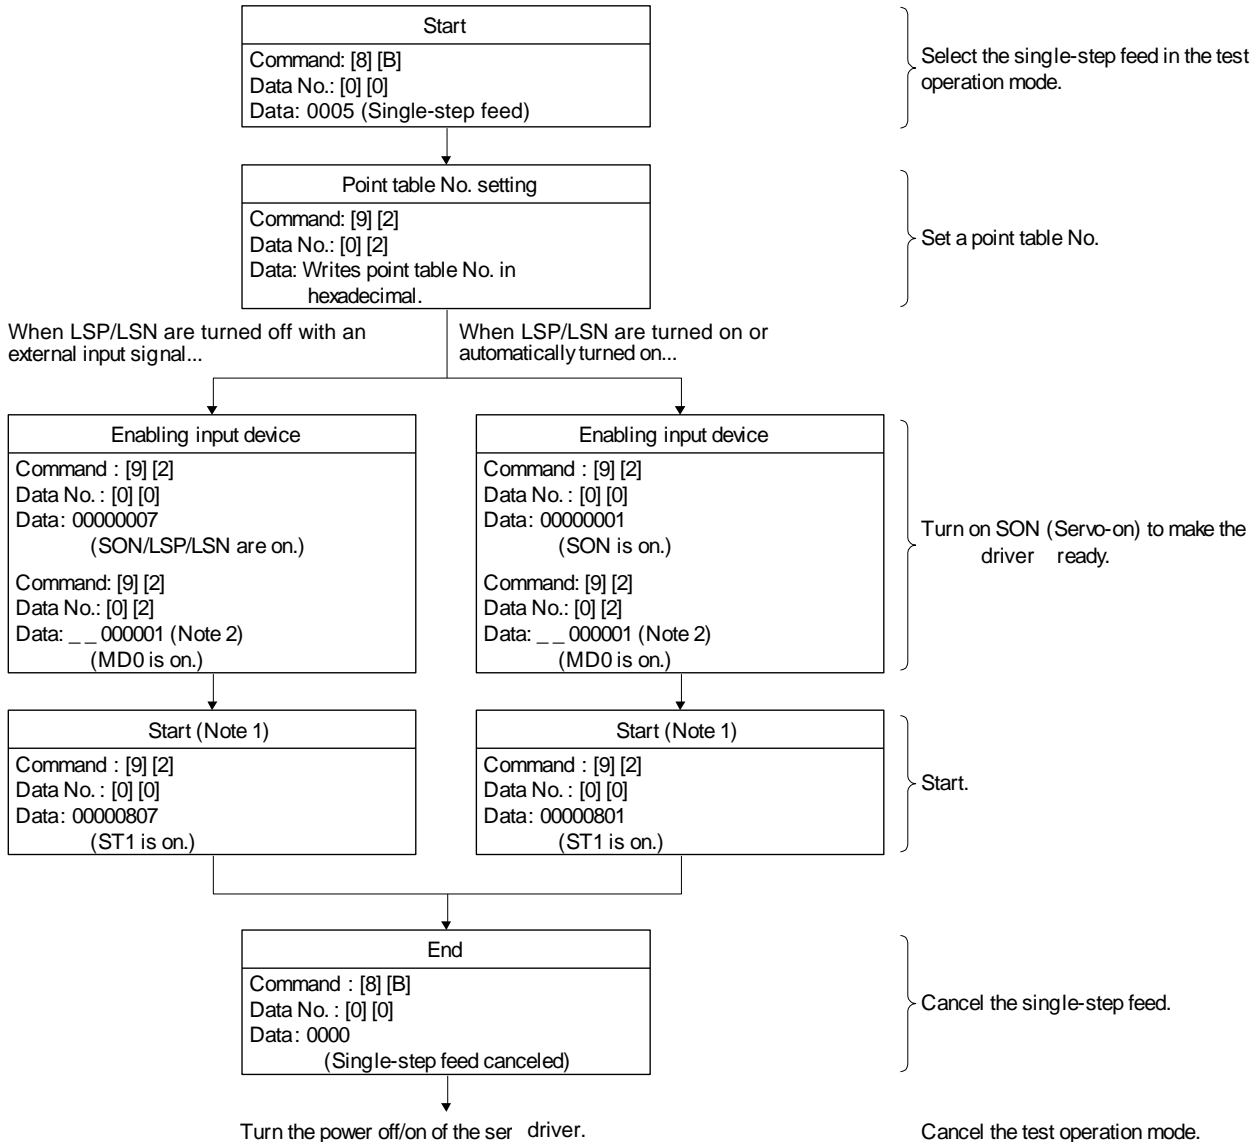 Start
Command: [8] [B]
Data No.: [0] [0]
Data: 0005 (Single-step feed)
Select the single-step feed in the test
operation mode.
Point table No. setting
Command: [9] [2]
Data No.: [0] [2]
Data: Writes point table No. in
hexadecimal.
Set a point table No.
When LSP/LSN are turned off with an
external input signal...
When LSP/LSN are turned on or
automatically turned on...
Enabling input device
Command : [9] [2]
Data No. : [0] [0]
Data: 00000007
(SON/LSP/LSN are on.)
Command: [9] [2]
Data No.: [0] [2]
Data: _ _ 000001 (Note 2)
(MD0 is on.)
Enabling input device
Command : [9] [2]
Data No. : [0] [0]
Data: 00000001
(SON is on.)
Command: [9] [2]
Data No.: [0] [2]
Data: _ _ 000001 (Note 2)
(MD0 is on.)
Turn on SON (Servo-on) to make the
driver ready.
Start (Note 1)
Command : [9] [2]
Data No. : [0] [0]
Data: 00000807
(ST1 is on.)
Start (Note 1)
Command : [9] [2]
Data No. : [0] [0]
Data: 00000801
(ST1 is on.)
Start.
End
Command : [8] [B]
Data No. : [0] [0]
Data: 0000
(Single-step feed canceled)
Cancel the single-step feed.
Turn the power off/on of the ser driver.
Cancel the test operation mode.